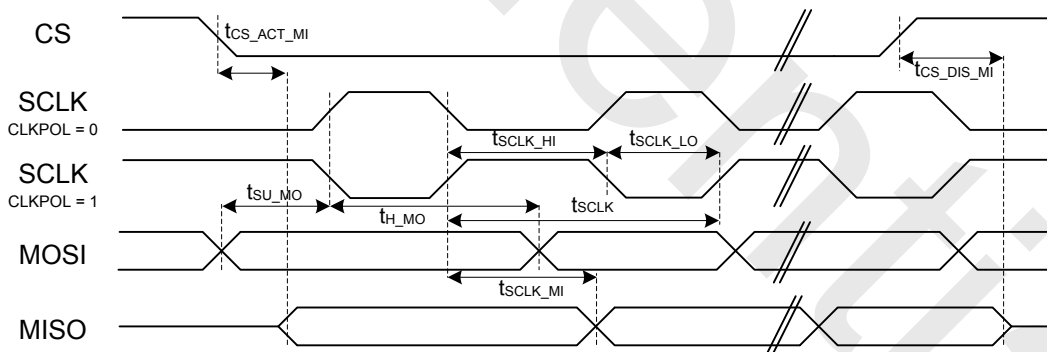 CS
tCS_ACT_MI
tCS_DIS_MI
SCLK
CLKPOL = 0
tSCLK_HI
tSCLK_LO
SCLK
CLKPOL = 1
tSU_MO
tH_MO
tSCLK
MOSI
tSCLK_MI
MISO